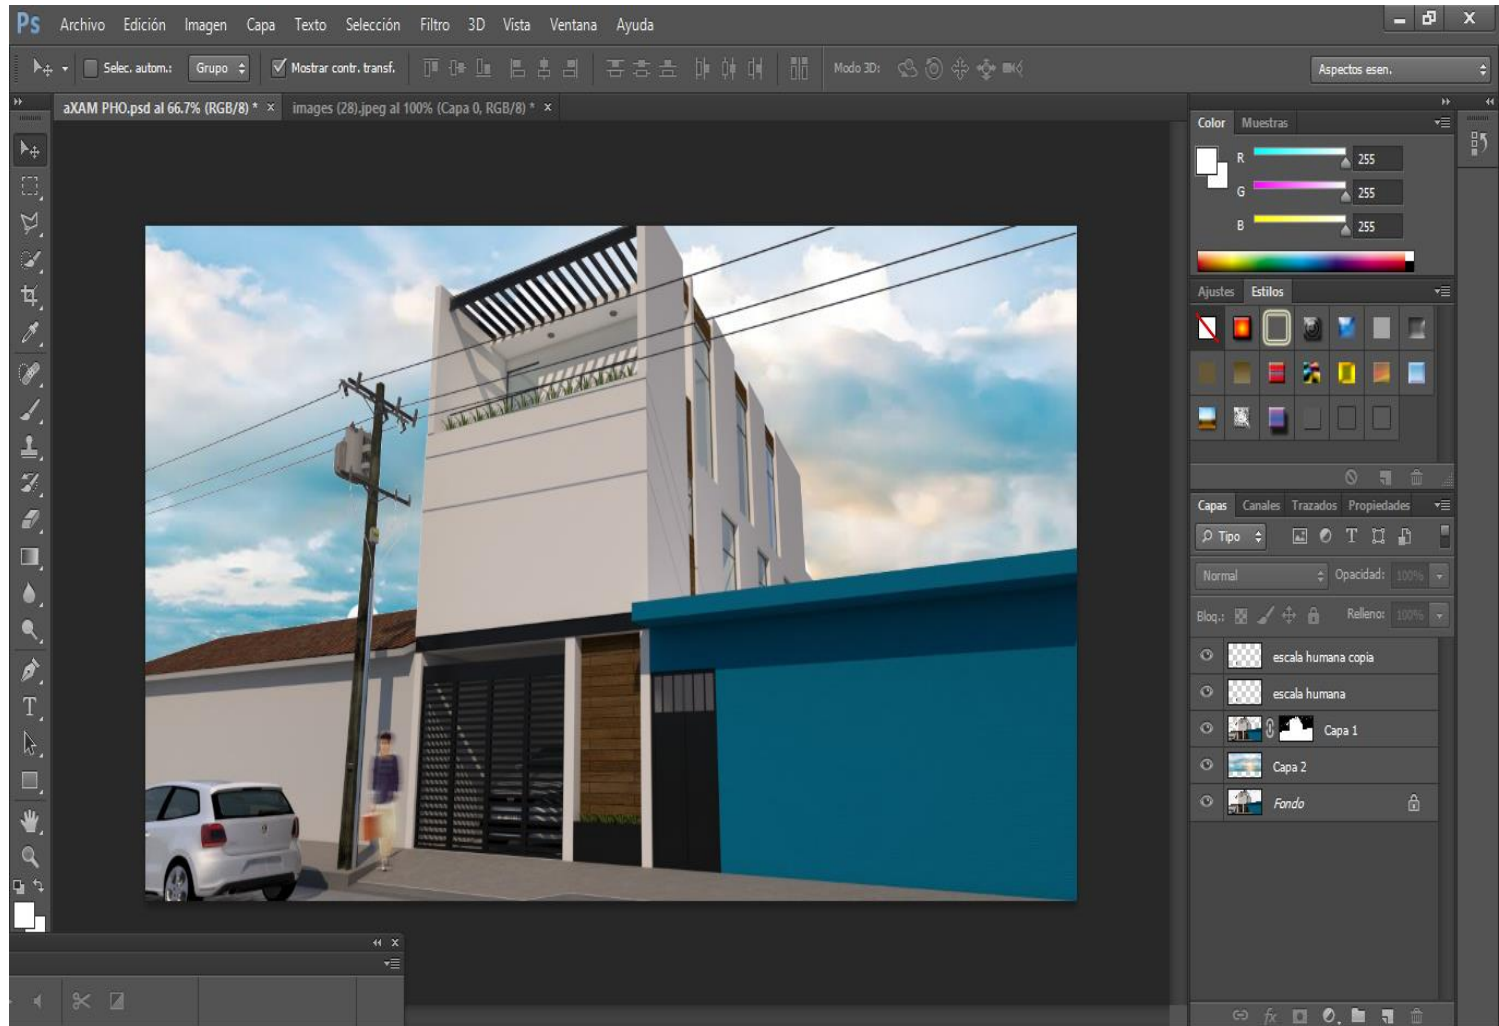 Ps Archivo Edición Imagen Capa Texto Selección Filtro 3D Vista Ventana Ayuda
Selec. autom.: Grupo Mostrar contr. transf. Modo 3D: Aspectos esen.
aXAM PHO.psd al 66.7% (RGB/8) * x images (28).jpeg al 100% (Capa 0, RGB/8) * x
Color Muestras
R 255
G 255
B 255
Ajustes Estilos
Capas Canales Trazados Propiedades
Tipo
Normal Opacidad: 100%
Bloq.: Relleno: 100%
escala humana copia
escala humana
Capa 1
Capa 2
Fondo